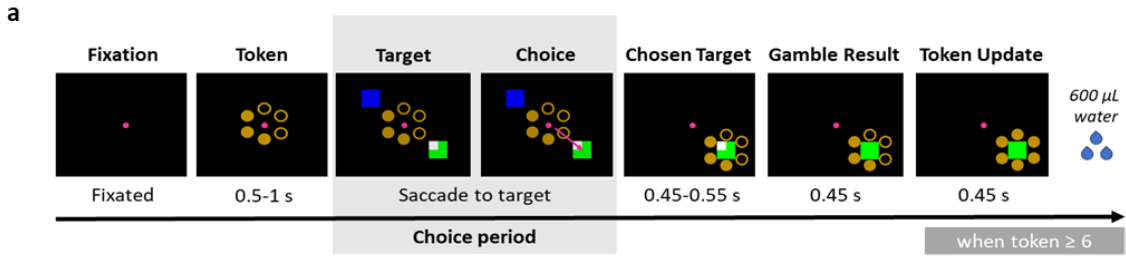 a
Fixation
Token
Target
Choice
Chosen Target
Gamble Result
Token Update
600 µL
water
Fixated
0.5-1 s
Saccade to target
0.45-0.55 s
0.45 s
0.45 s
Choice period
when token ≥ 6